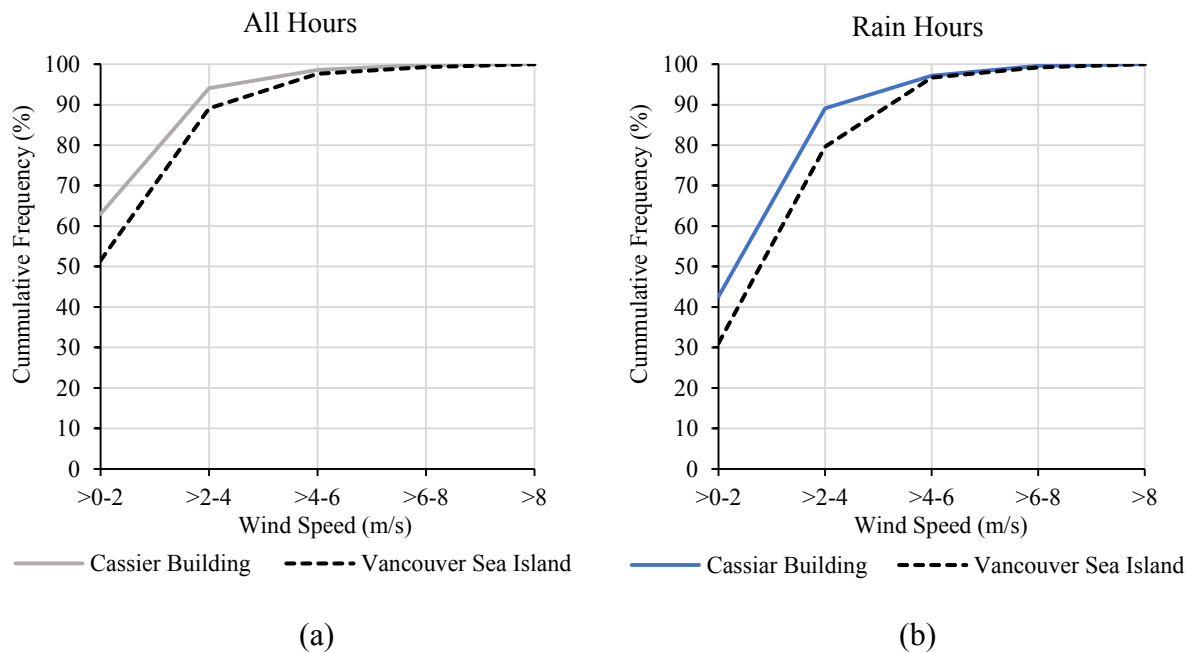 All Hours
Cummulative Frequency (%)
100
90
80
70
60
50
40
30
20
10
0
>0-2 >2-4 >4-6 >6-8 >8
Wind Speed (m/s)
Cassier Building Vancouver Sea Island
(a)
Rain Hours
Cummulative Frequency (%)
100
90
80
70
60
50
40
30
20
10
0
>0-2 >2-4 >4-6 >6-8 >8
Wind Speed (m/s)
Cassiar Building Vancouver Sea Island
(b)